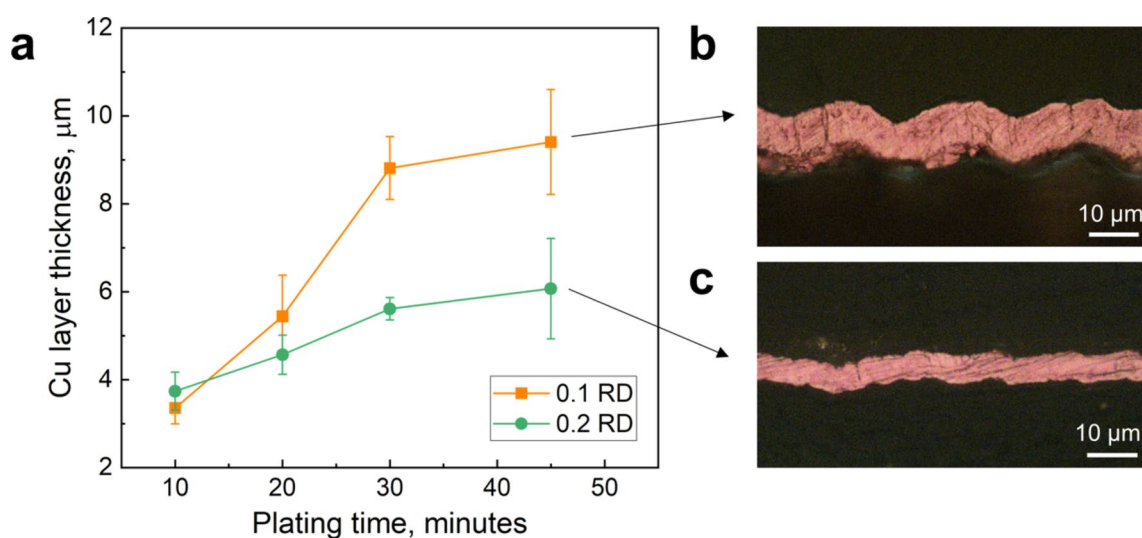 a
12
10
8
6
4
2
Cu layer thickness, μm
10
20
30
40
50
Plating time, minutes
0.1 RD
0.2 RD
b
10 μm
c
10 μm